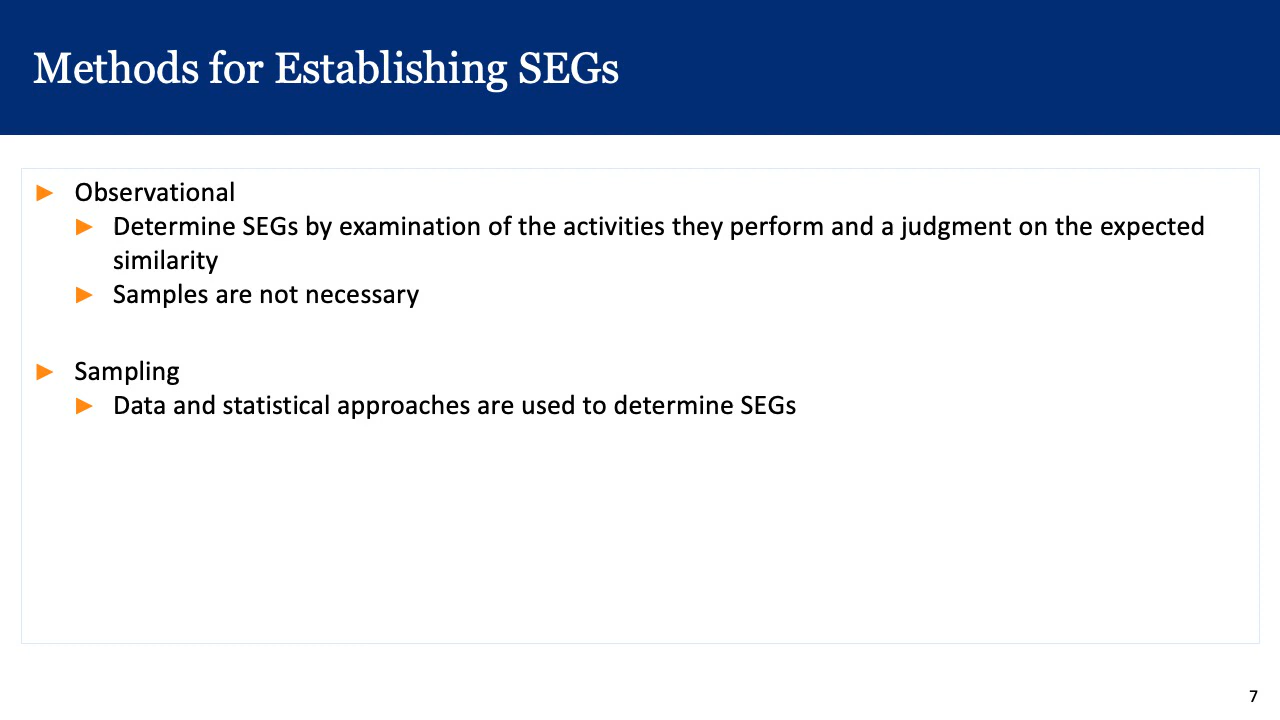 Methods for Establishing SEGs
► Observational
► Determine SEGs by examination of the activities they perform and a judgment on the expected
similarity
► Samples are not necessary
► Sampling
► Data and statistical approaches are used to determine SEGs
7